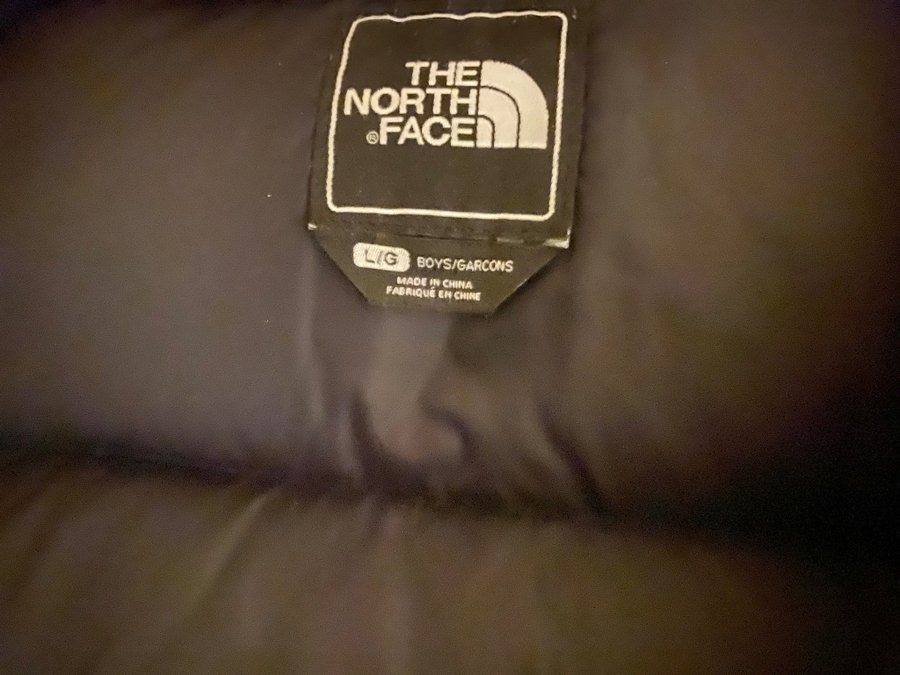 THE
NORTH
®FACE
L/G BOYS/GARCONS
MADE IN CHINA
FABRIQUÉ EN CHINE